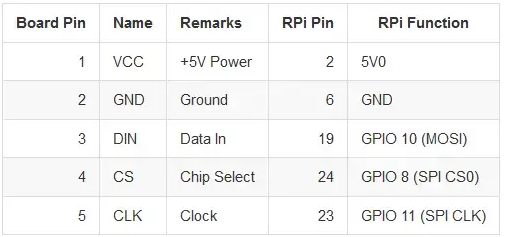 Board Pin Name Remarks RPi Pin RPi Function
1 VCC +5V Power 2 5V0
2 GND Ground 6 GND
3 DIN Data In 19 GPIO 10 (MOSI)
4 CS Chip Select 24 GPIO 8 (SPI CS0)
5 CLK Clock 23 GPIO 11 (SPI CLK)